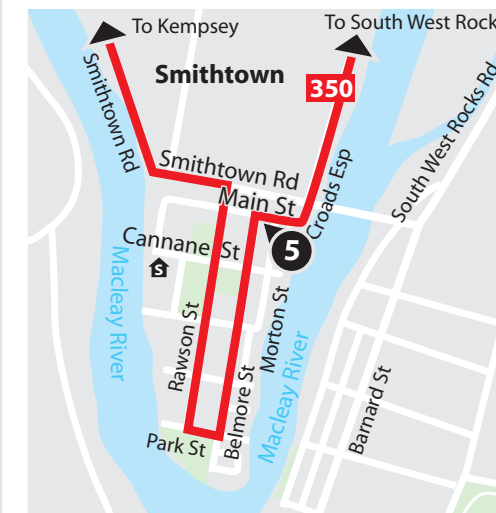 To Kempsey
To South West Rock
Smithtown
350
Smithtown Rd
Smithtown Rd
Main St
Croads Esp
South West Rocks Rd
Cannane St
5
S
Macleay River
Rawson St
Morton St
Belmore St
Macleay River
Barnard St
Park St